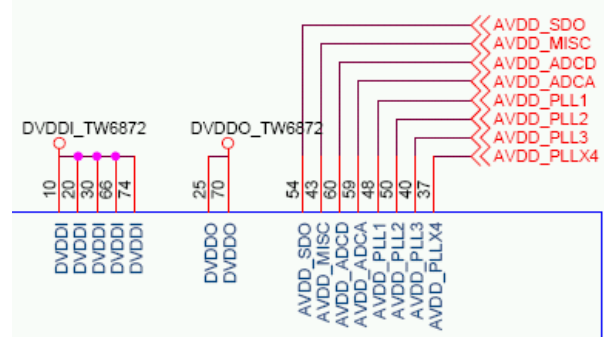 AVDD_SDO
AVDD_MISC
AVDD_ADCD
AVDD_ADCA
AVDD_PLL1
AVDD_PLL2
AVDD_PLL3
AVDD_PLLX4
DVDDI_TW6872
DVDDO_TW6872
10
20
30
66
74
25
70
54
43
60
59
48
50
40
37
DVDDI
DVDDI
DVDDI
DVDDI
DVDDI
DVDDO
DVDDO
AVDD_SDO
AVDD_MISC
AVDD_ADCD
AVDD_ADCA
AVDD_PLL1
AVDD_PLL2
AVDD_PLL3
AVDD_PLLX4